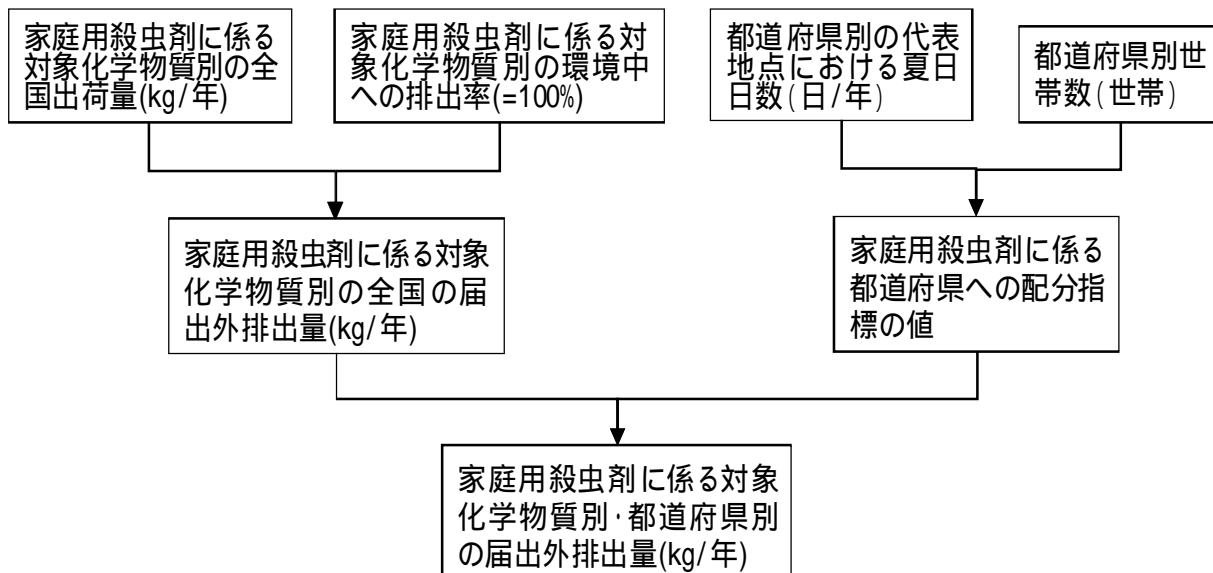 家庭用殺虫剤に係る
対象化学物質別の全
国出荷量(kg/年)
家庭用殺虫剤に係る対
象化学物質別の環境中
への排出率(=100%)
都道府県別の代表
地点における夏日
日数(日/年)
都道府県別世
帯数(世帯)
家庭用殺虫剤に係る対象
化学物質別の全国の届
出外排出量(kg/年)
家庭用殺虫剤に係る
都道府県への配分指
標の値
家庭用殺虫剤に係る対象
化学物質別・都道府県別
の届出外排出量(kg/年)